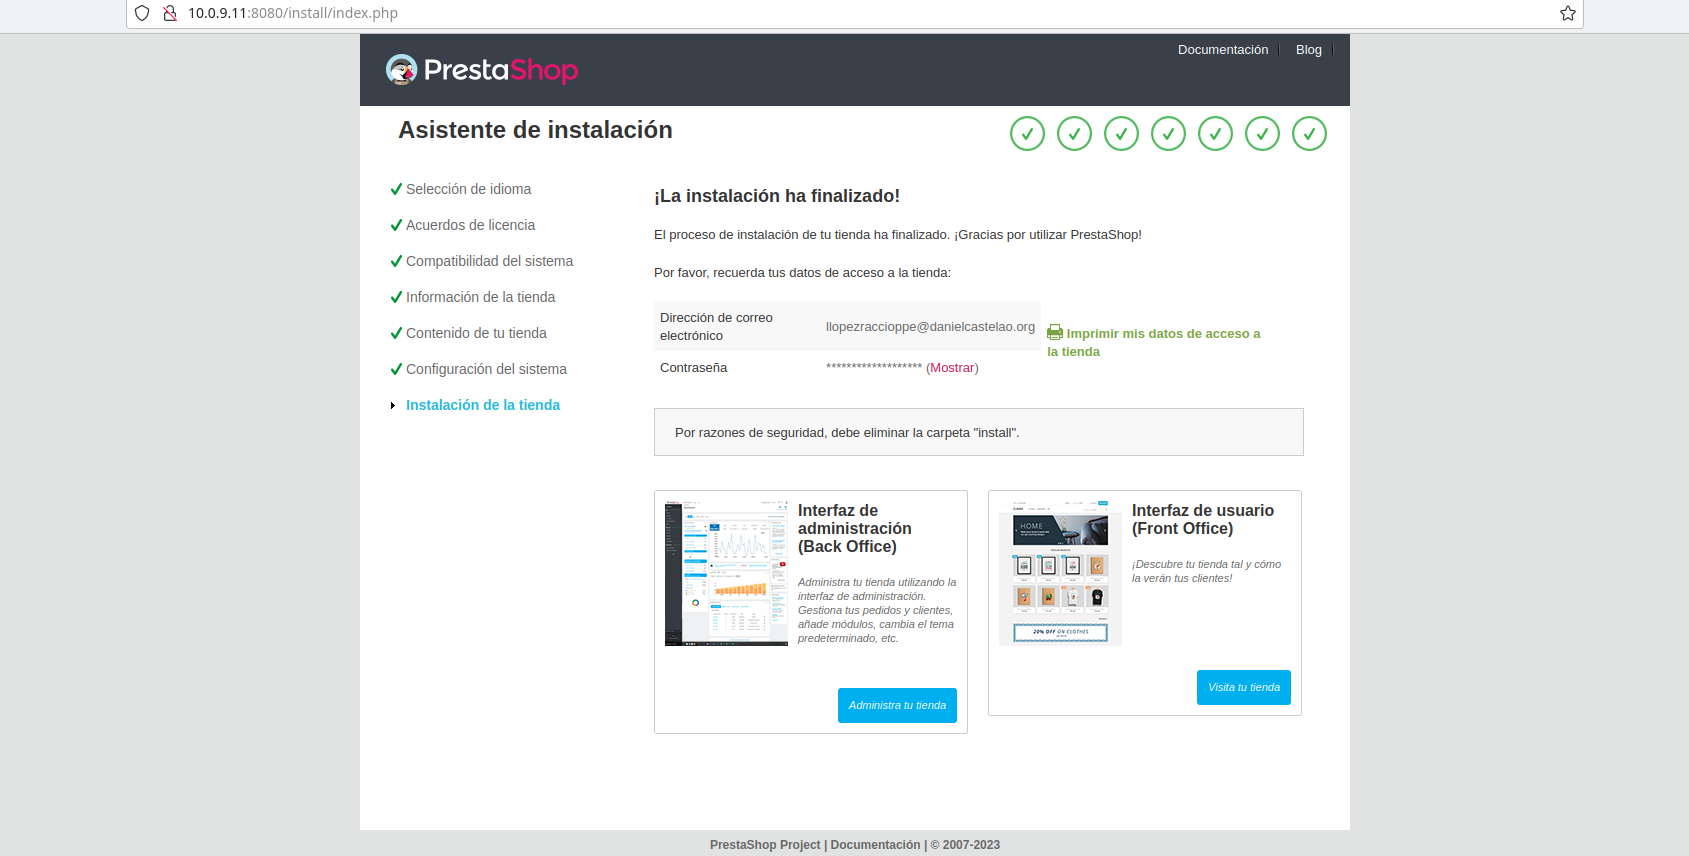 10.0.9.11:8080/install/index.php
Documentación
Blog
PrestaShop
Asistente de instalación
Selección de idioma
Acuerdos de licencia
Compatibilidad del sistema
Información de la tienda
Contenido de tu tienda
Configuración del sistema
Instalación de la tienda
¡La instalación ha finalizado!
El proceso de instalación de tu tienda ha finalizado. ¡Gracias por utilizar PrestaShop!
Por favor, recuerda tus datos de acceso a la tienda:
Dirección de correo
electrónico
llopezraccioppe@danielcastelao.org
Contraseña
******************* (Mostrar)
Imprimir mis datos de acceso a
la tienda
Por razones de seguridad, debe eliminar la carpeta "install".
Interfaz de
administración
(Back Office)
Administra tu tienda utilizando la
interfaz de administración.
Gestiona tus pedidos y clientes,
añade módulos, cambia el tema
predeterminado, etc.
Administra tu tienda
HOME
20% OFF ON CLOTHES
Interfaz de usuario
(Front Office)
¡Descubre tu tienda tal y cómo
la verán tus clientes!
Visita tu tienda
PrestaShop Project | Documentación | © 2007-2023